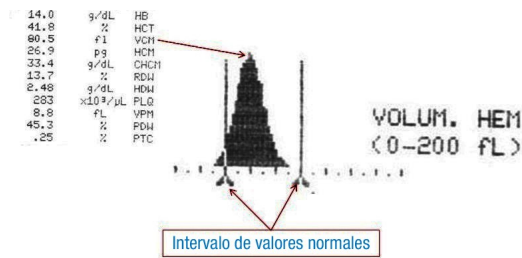 14.0 g/dL HB
41.8 % HCT
80.5 fl VCM
26.9 pg HCM
33.4 g/dL CHCM
13.7 % RDW
2.48 g/dL HDW
283 x10³/µL PLQ
8.8 fL VPM
45.3 % PDW
.25 % PTC
VOLUM. HEM
(0-200 fL)
Intervalo de valores normales